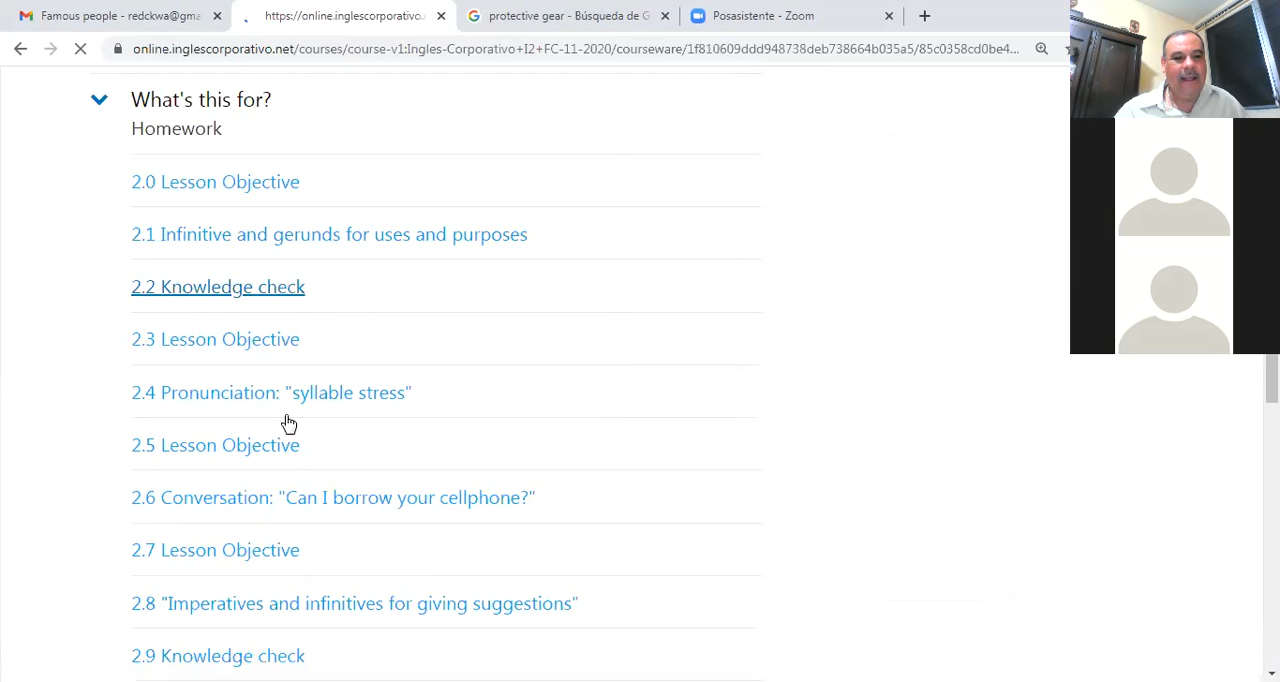 Famous people - redckwa@gma
https://online.inglescorporativo.
protective gear - Búsqueda de G
Posasistente - Zoom
online.inglescorporativo.net/courses/course-v1:Ingles-Corporativo+I2+FC-11-2020/courseware/1f810609ddd948738deb738664b035a5/85c0358cd0be4...
What's this for?
Homework
2.0 Lesson Objective
2.1 Infinitive and gerunds for uses and purposes
2.2 Knowledge check
2.3 Lesson Objective
2.4 Pronunciation: "syllable stress"
2.5 Lesson Objective
2.6 Conversation: "Can I borrow your cellphone?"
2.7 Lesson Objective
2.8 "Imperatives and infinitives for giving suggestions"
2.9 Knowledge check